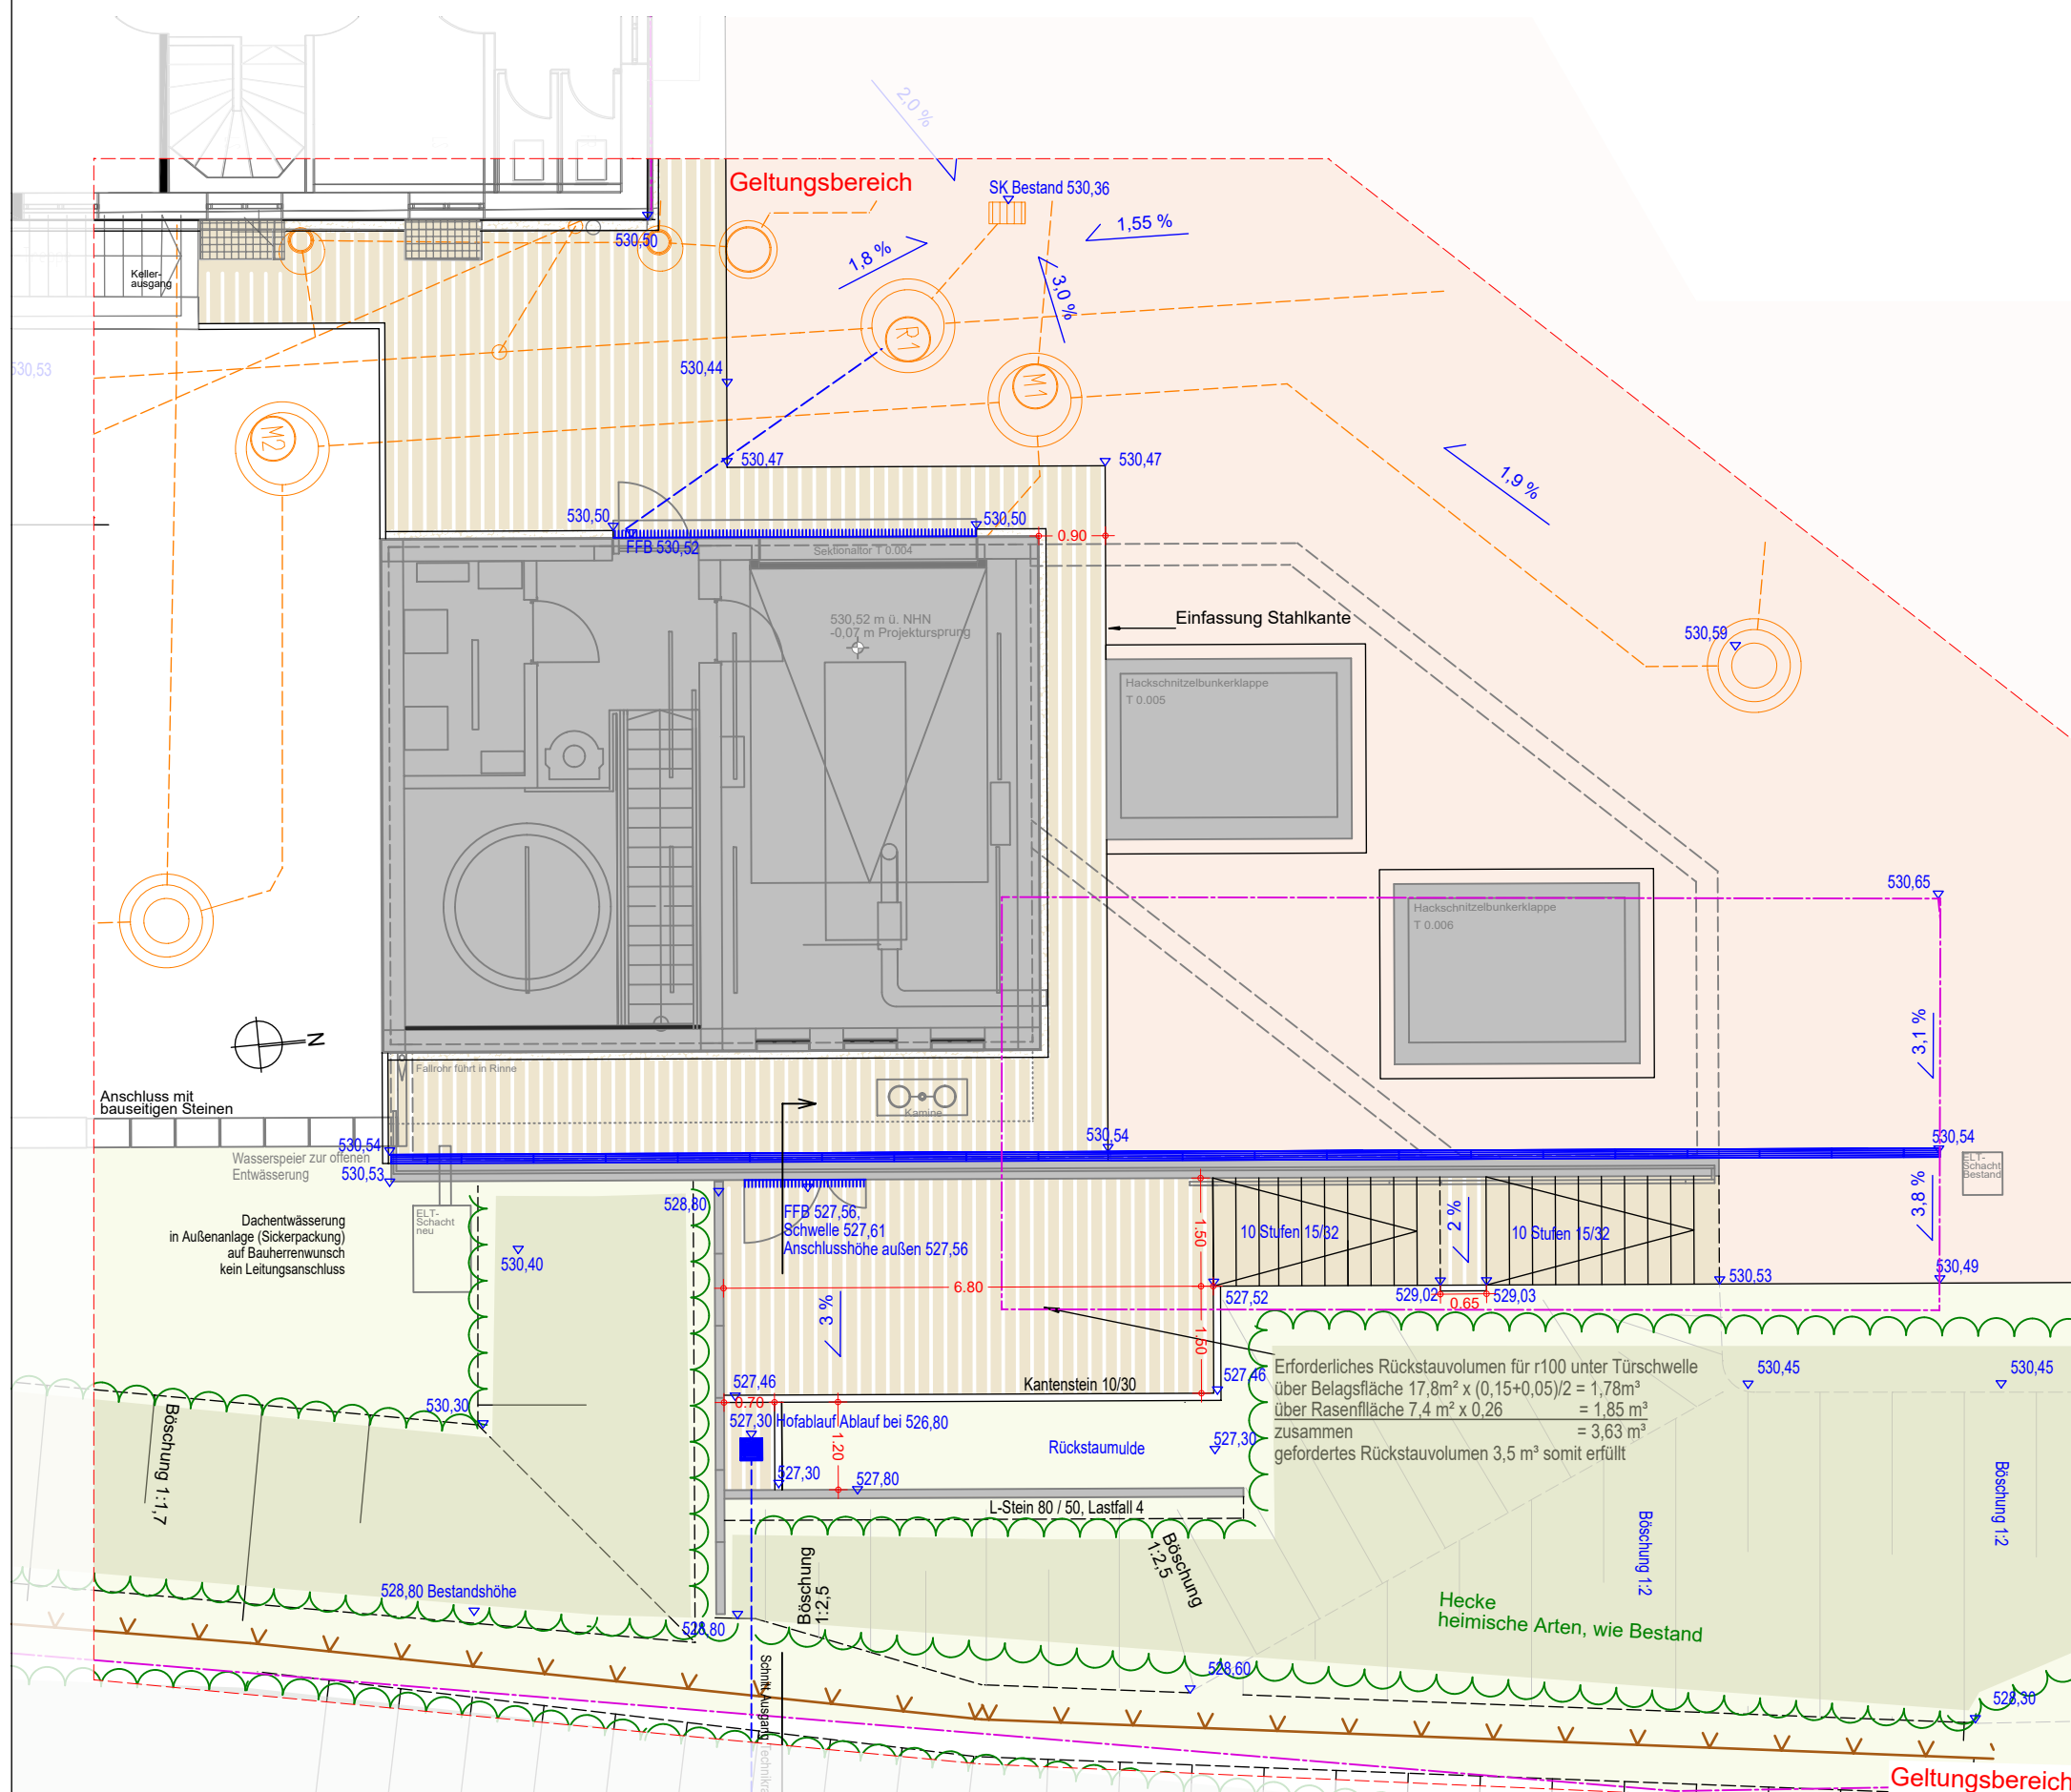 2,0 %
Geltungsbereich
SK Bestand 530,36
1,55 %
530,50
1,8 %
3,0 %
Keller-
ausgang
R1
530,53
530,44
M1
M2
530,47
530,47
1,9 %
530,50
530,50
FFB 530,52
Sektionaltor T 0.004
0.90
530,52 m ü. NHN
-0,07 m Projektursprung
Einfassung Stahlkante
530,59
Hackschnitzelbunkerklappe
T 0.005
530,65
Hackschnitzelbunkerklappe
T 0.006
N
3,1 %
Fallrohr führt in Rinne
Anschluss mit
bauseitigen Steinen
Kamine
530,54
530,54
530,54
Wasserspeier zur offenen
Entwässerung
530,53
ELT-
Schacht
Bestand
528,80
ELT-
Schacht
neu
FFB 527,56,
Schwelle 527,61
Anschlusshöhe außen 527,56
1.50
10 Stufen 15/32
2 %
10 Stufen 15/32
3,8 %
Dachentwässerung
in Außenanlage (Sickerpackung)
auf Bauherrenwunsch
kein Leitungsanschluss
530,40
6.80
527,52
529,02
529,03
0.65
530,53
530,49
3 %
1.50
Erforderliches Rückstauvolumen für r100 unter Türschwelle
über Belagsfläche 17,8m² x (0,15+0,05)/2 = 1,78m³
über Rasenfllläche 7,4 m² x 0,26 = 1,85 m³
zusammen = 3,63 m³
gefordertes Rückstauvolumen 3,5 m³ somit erfüllt
530,45
530,45
527,46
Kantenstein 10/30
527,46
530,30
0.70
527,30 Hofablauf Ablauf bei 526,80
1.20
Rückstaumulde
527,30
Böschung 1:1,7
527,30
527,80
L-Stein 80 / 50, Lastfall 4
Böschung 1:2
Böschung 1:2
Böschung
1:2,5
Böschung
1:2,5
528,80 Bestandshöhe
528,80
Hecke
heimische Arten, wie Bestand
528,60
528,30
Schnitt Ausgang
Geltungsbereich